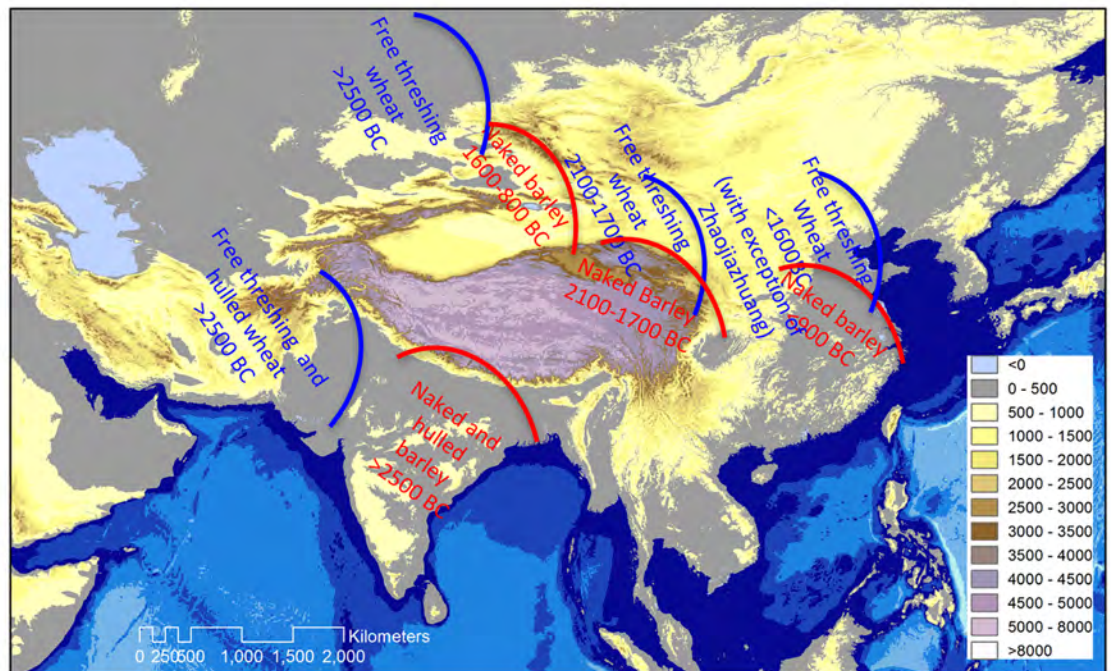 Free threshing
wheat
>2500 BC
Naked barley
1600-800 BC
Free threshing
wheat
2100-1700 BC
(with exception of
Zhaojiazhuang)
Free threshing
Wheat
<1600BC
Naked barley
<900 BC
Naked Barley
2100-1700 BC
Free threshing and
hulled wheat
>2500 BC
Naked and
hulled
barley
>2500 BC
<0
0 - 500
500 - 1000
1000 - 1500
1500 - 2000
2000 - 2500
2500 - 3000
3000 - 3500
3500 - 4000
4000 - 4500
4500 - 5000
5000 - 8000
>8000
Kilometers
0 250500 1,000 1,500 2,000